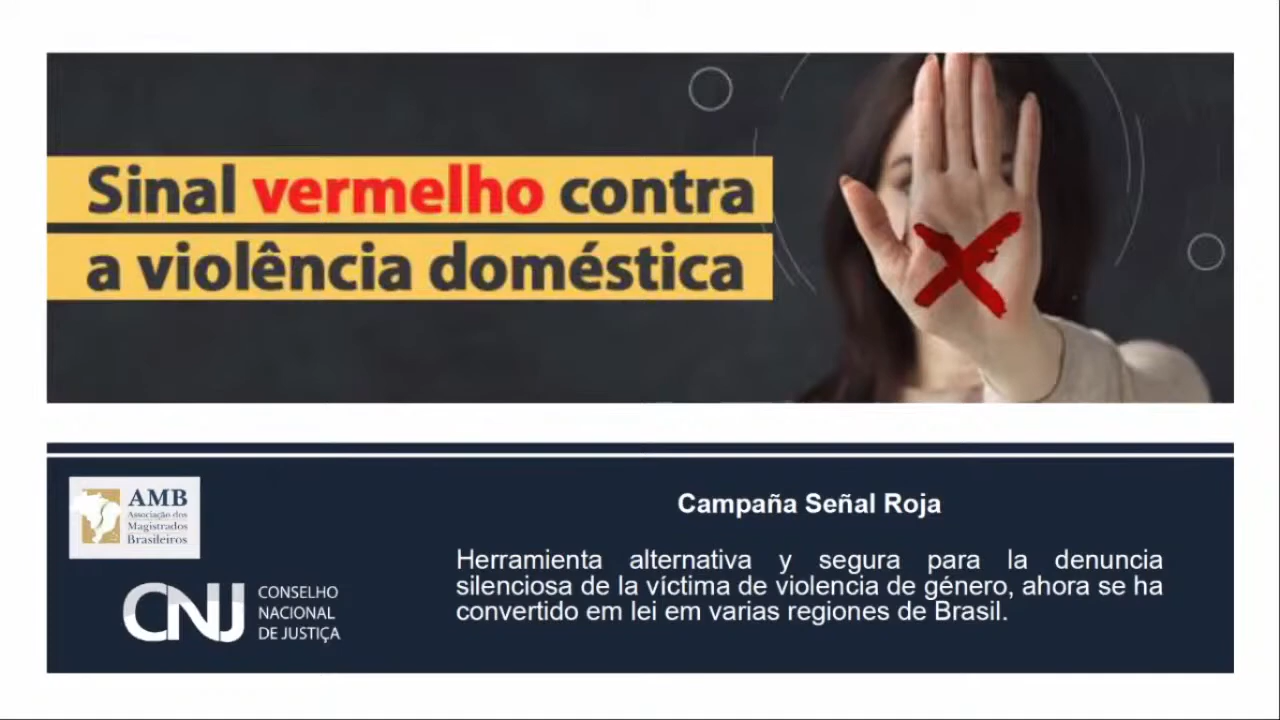 Sinal vermelho contra
a violência doméstica
AMB
Associação dos
Magistrados
Brasileiros
CNJ
CONSELHO
NACIONAL
DE JUSTIÇA
Campaña Señal Roja
Herramienta alternativa y segura para la denuncia
silenciosa de la víctima de violencia de género, ahora se ha
convertido em lei em varias regiones de Brasil.